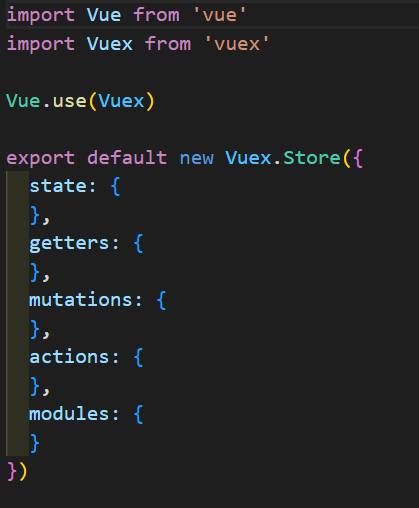 import Vue from 'vue'
import Vuex from 'vuex'

Vue.use(Vuex)

export default new Vuex.Store({
  state: {
  },
  getters: {
  },
  mutations: {
  },
  actions: {
  },
  modules: {
  }
})